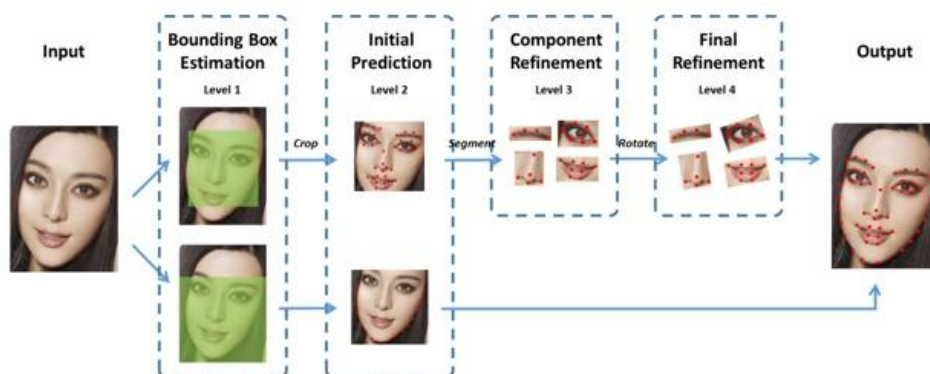 Input
Bounding Box
Estimation
Level 1
Initial
Prediction
Level 2
Component
Refinement
Level 3
Final
Refinement
Level 4
Output
Crop
Segment
Rotate